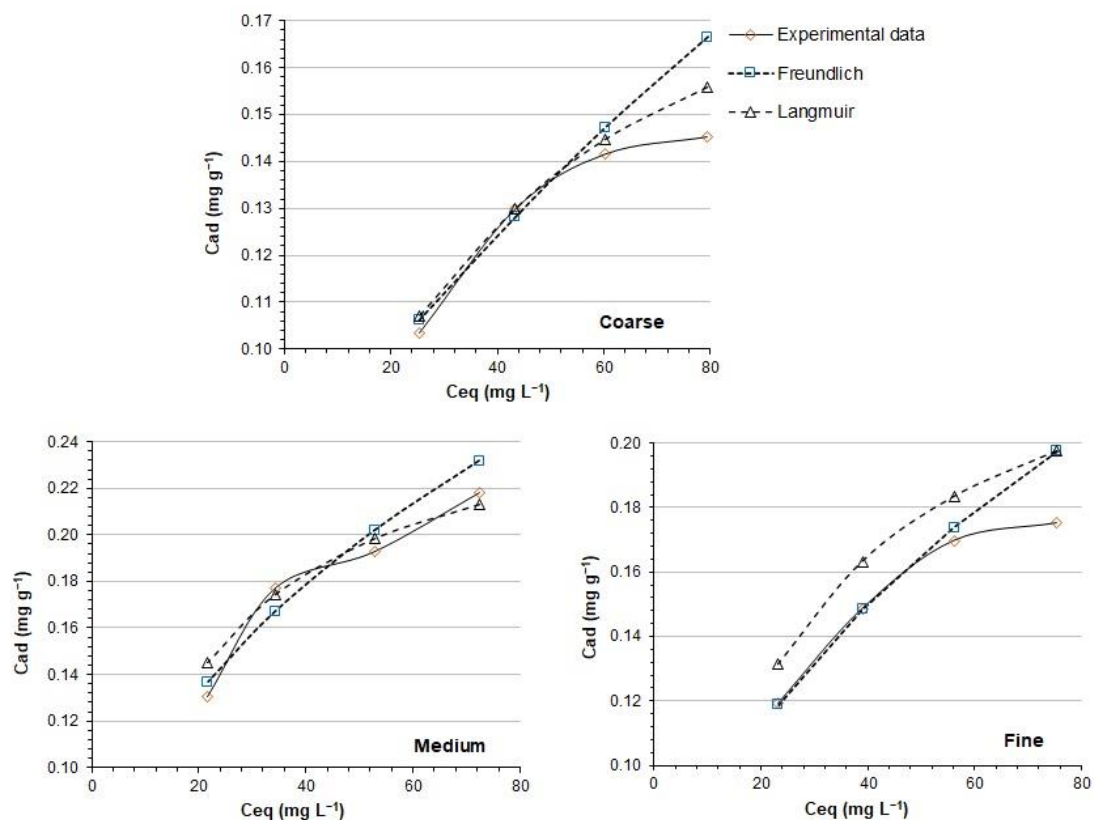 0.17
0.16
0.15
0.14
0.13
0.12
0.11
0.10
Cad (mg g⁻¹)
0 20 40 60 80
Ceq (mg L⁻¹)
Coarse
Experimental data
Freundlich
Langmuir
0.24
0.22
0.20
0.18
0.16
0.14
0.12
0.10
Cad (mg g⁻¹)
0 20 40 60 80
Ceq (mg L⁻¹)
Medium
0.20
0.18
0.16
0.14
0.12
0.10
Cad (mg g⁻¹)
0 20 40 60 80
Ceq (mg L⁻¹)
Fine